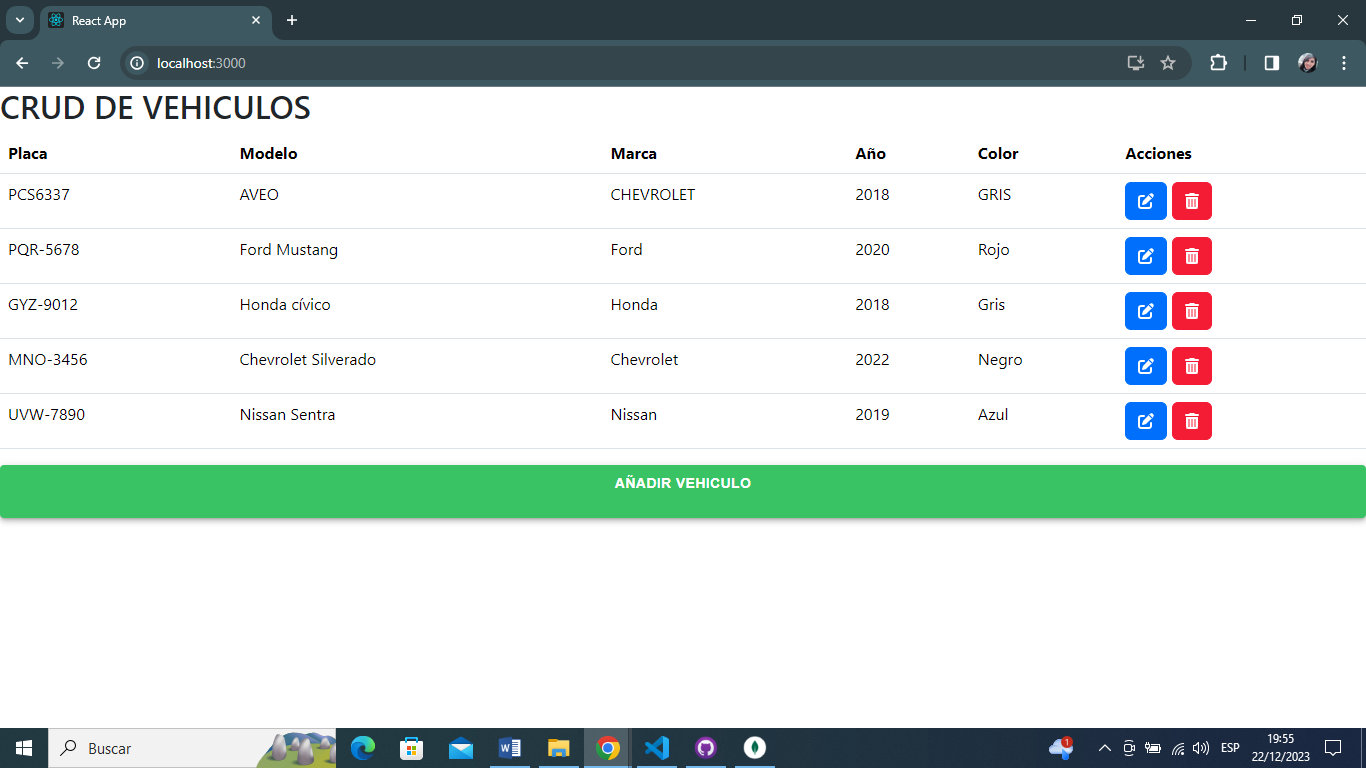 React App
localhost:3000
CRUD DE VEHICULOS
Placa Modelo Marca Año Color Acciones
PCS6337 AVEO CHEVROLET 2018 GRIS
PQR-5678 Ford Mustang Ford 2020 Rojo
GYZ-9012 Honda cívico Honda 2018 Gris
MNO-3456 Chevrolet Silverado Chevrolet 2022 Negro
UVW-7890 Nissan Sentra Nissan 2019 Azul
AÑADIR VEHICULO
Buscar
1
ESP
19:55
22/12/2023